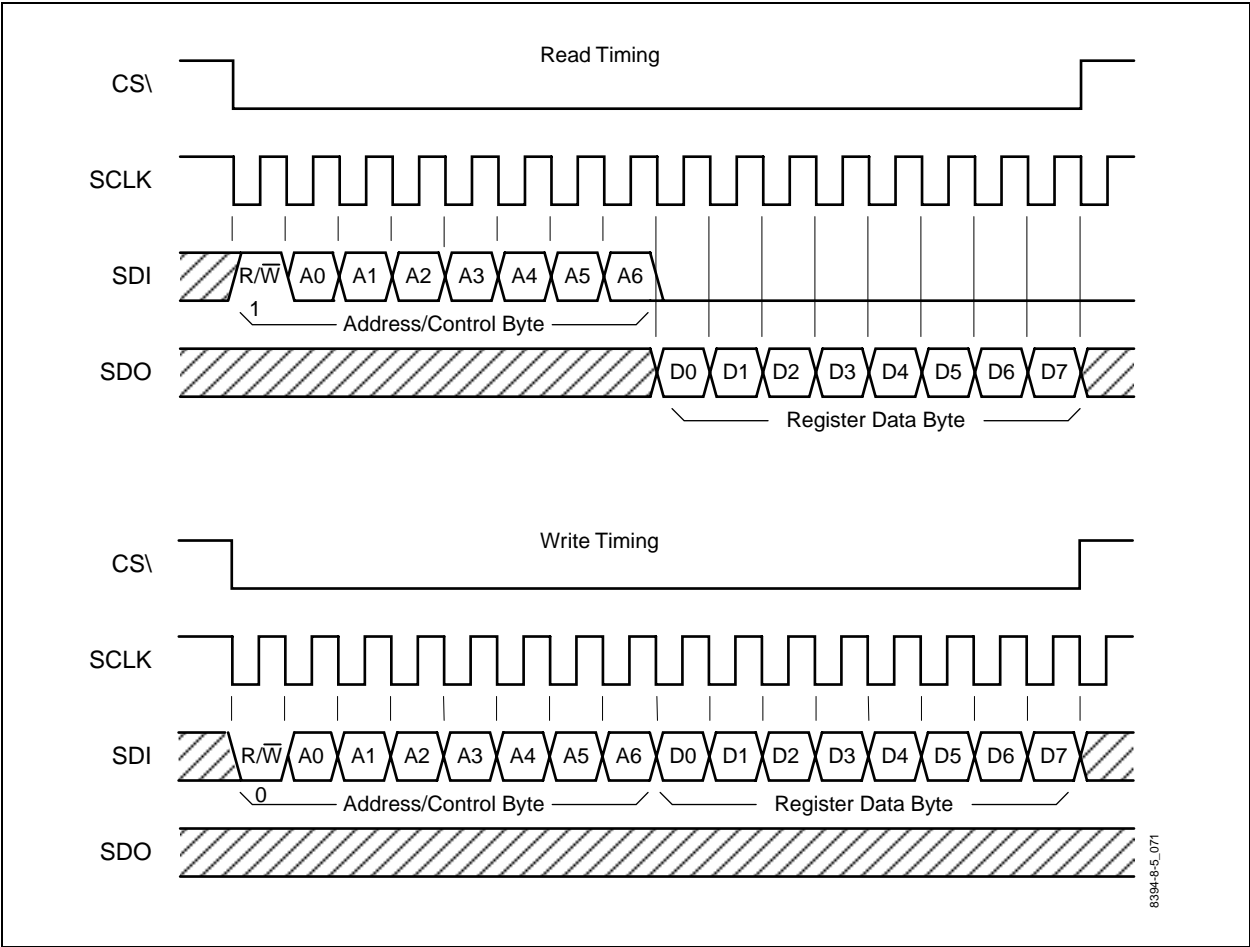 Read Timing
CS\
SCLK
SDI R/W̅ A0 A1 A2 A3 A4 A5 A6
1
Address/Control Byte
SDO D0 D1 D2 D3 D4 D5 D6 D7
Register Data Byte
Write Timing
CS\
SCLK
SDI R/W̅ A0 A1 A2 A3 A4 A5 A6 D0 D1 D2 D3 D4 D5 D6 D7
0
Address/Control Byte Register Data Byte
SDO
8394-8-5_071